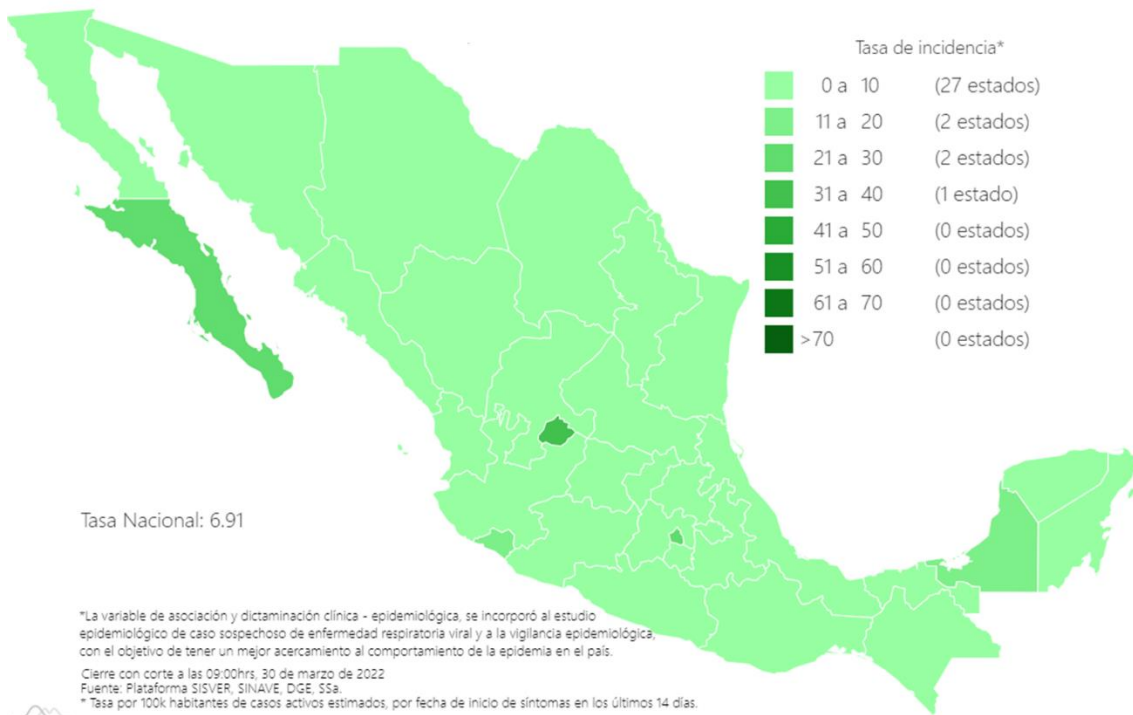 Tasa de incidencia*
0 a 10 (27 estados)
11 a 20 (2 estados)
21 a 30 (2 estados)
31 a 40 (1 estado)
41 a 50 (0 estados)
51 a 60 (0 estados)
61 a 70 (0 estados)
>70 (0 estados)
Tasa Nacional: 6.91
*La variable de asociación y dictaminación clínica - epidemiológica, se incorporó al estudio
epidemiológico de caso sospechoso de enfermedad respiratoria viral y a la vigilancia epidemiológica,
con el objetivo de tener un mejor acercamiento al comportamiento de la epidemia en el país.
Cierre con corte a las 09:00hrs, 30 de marzo de 2022
Fuente: Plataforma SISVER, SINAVE, DGE, SSa.
* Tasa por 100k habitantes de casos activos estimados, por fecha de inicio de síntomas en los últimos 14 días.